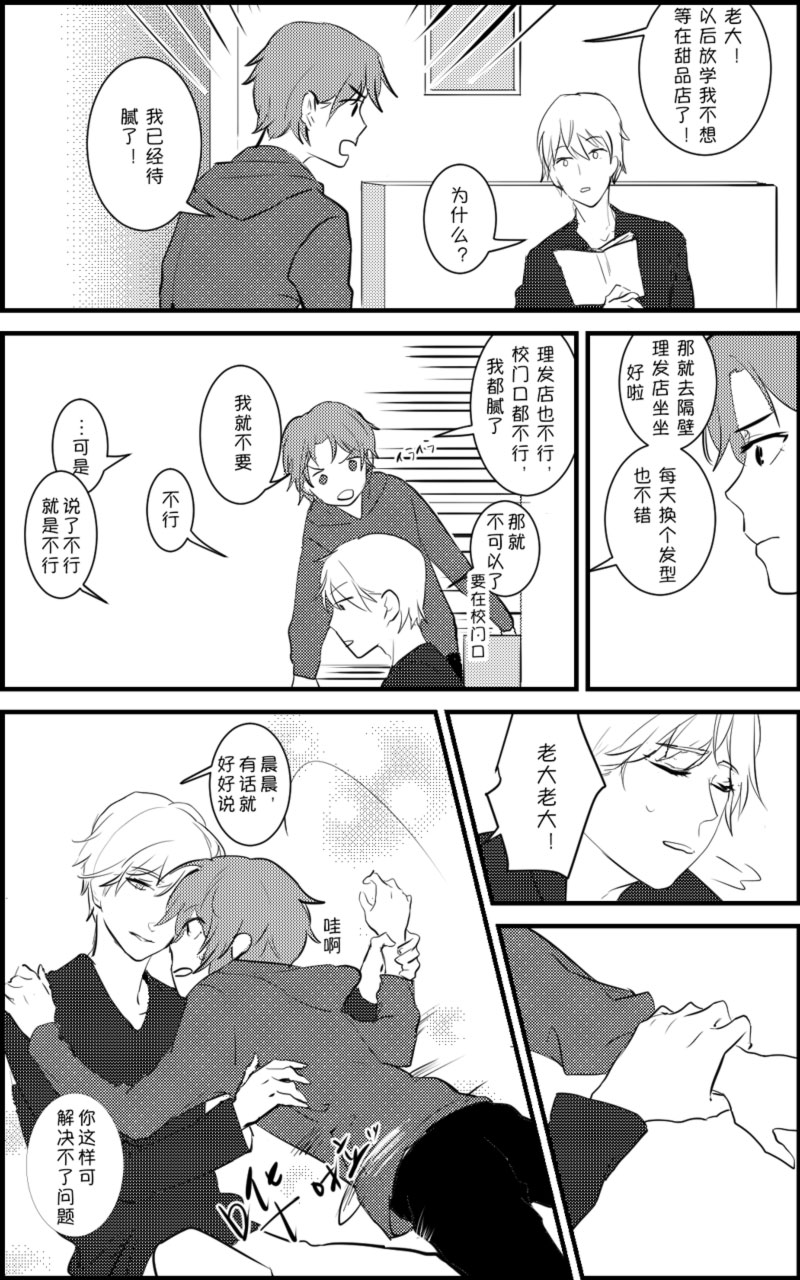 老大！
以后放学我不想
等在甜品店了！
我已经待
腻了！
为什么？
那就去隔壁
理发店坐坐
好啦
每天换个发型
也不错
理发店也不行，
校门口都不行，
我都腻了
イライラ
那就
不可以了
要在校门口
我就不要
不行
…可是
说了不行
就是不行
老大老大！
晨晨，
有话就
好好说
哇啊
你这样可
解决不了问题